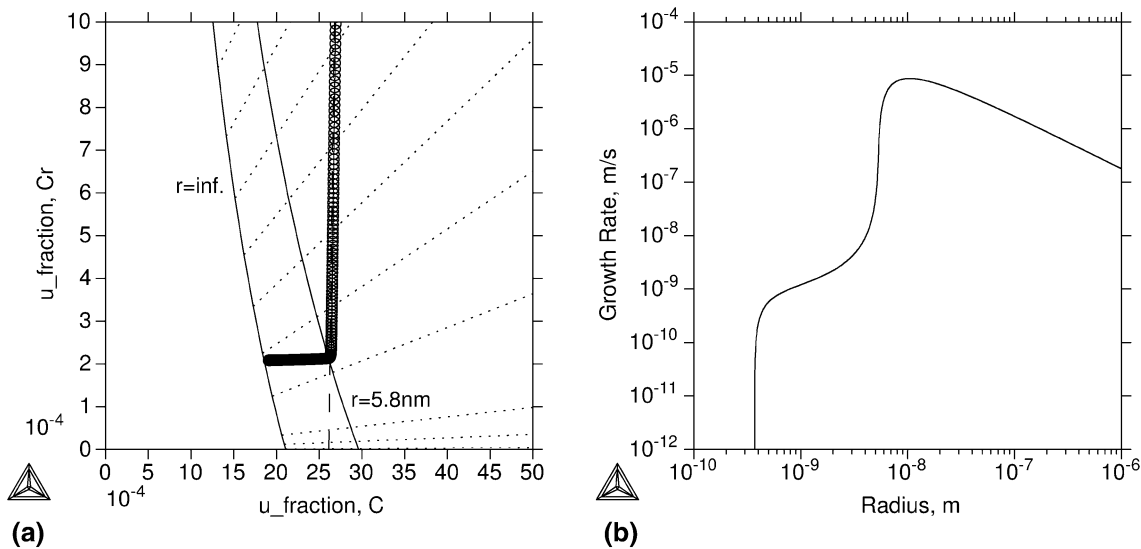 10
9
8
7
6
5
4
3
2
1
0
u_fraction, Cr
10-4
r=inf.
r=5.8nm
0 5 10 15 20 25 30 35 40 45 50
10-4
u_fraction, C
(a)
10-4
10-5
10-6
10-7
10-8
10-9
10-10
10-11
10-12
Growth Rate, m/s
10-10 10-9 10-8 10-7 10-6
Radius, m
(b)